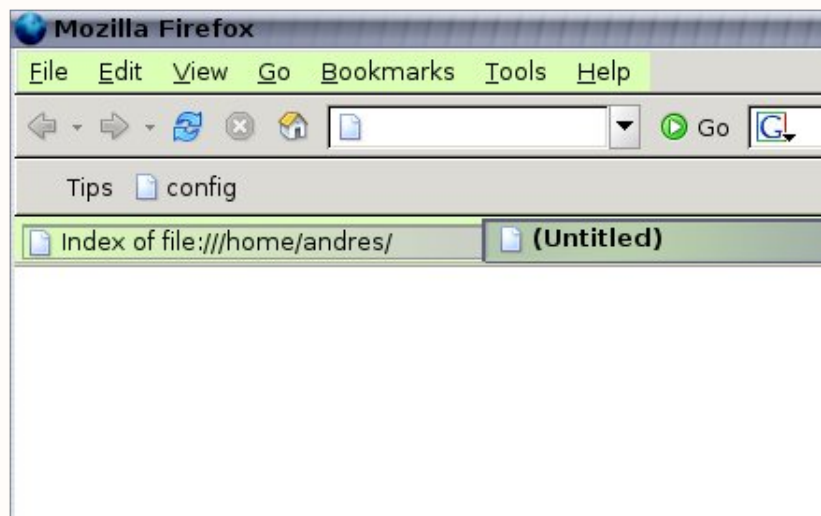 Mozilla Firefox
File Edit View Go Bookmarks Tools Help
Go G
Tips config
Index of file:///home/andres/ (Untitled)